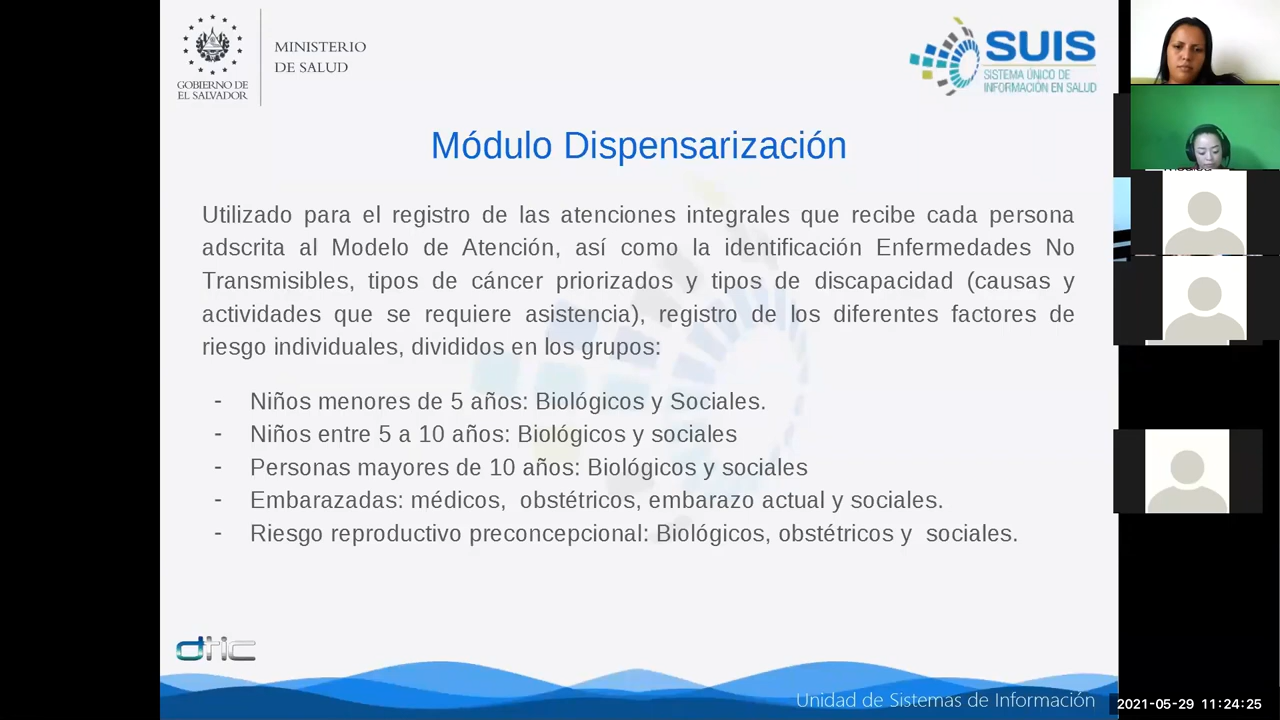 GOBIERNO DE
EL SALVADOR
MINISTERIO
DE SALUD
SUIS
SISTEMA ÚNICO DE
INFORMACIÓN EN SALUD
Módulo Dispensarización
Utilizado para el registro de las atenciones integrales que recibe cada persona
adscrita al Modelo de Atención, así como la identificación Enfermedades No
Transmisibles, tipos de cáncer priorizados y tipos de discapacidad (causas y
actividades que se requiere asistencia), registro de los diferentes factores de
riesgo individuales, divididos en los grupos:
- Niños menores de 5 años: Biológicos y Sociales.
- Niños entre 5 a 10 años: Biológicos y sociales
- Personas mayores de 10 años: Biológicos y sociales
- Embarazadas: médicos,  obstétricos, embarazo actual y sociales.
- Riesgo reproductivo preconcepcional: Biológicos, obstétricos y  sociales.
dtic
Unidad de Sistemas de Información
2021-05-29 11:24:25